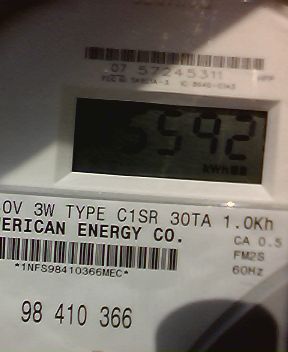 07 57245311
5592
0V 3W TYPE C1SR 30TA 1.0Kh
ERICAN ENERGY CO.
CA 0.5
*1NFS98410366MEC*
FM2S
60Hz
98 410 366